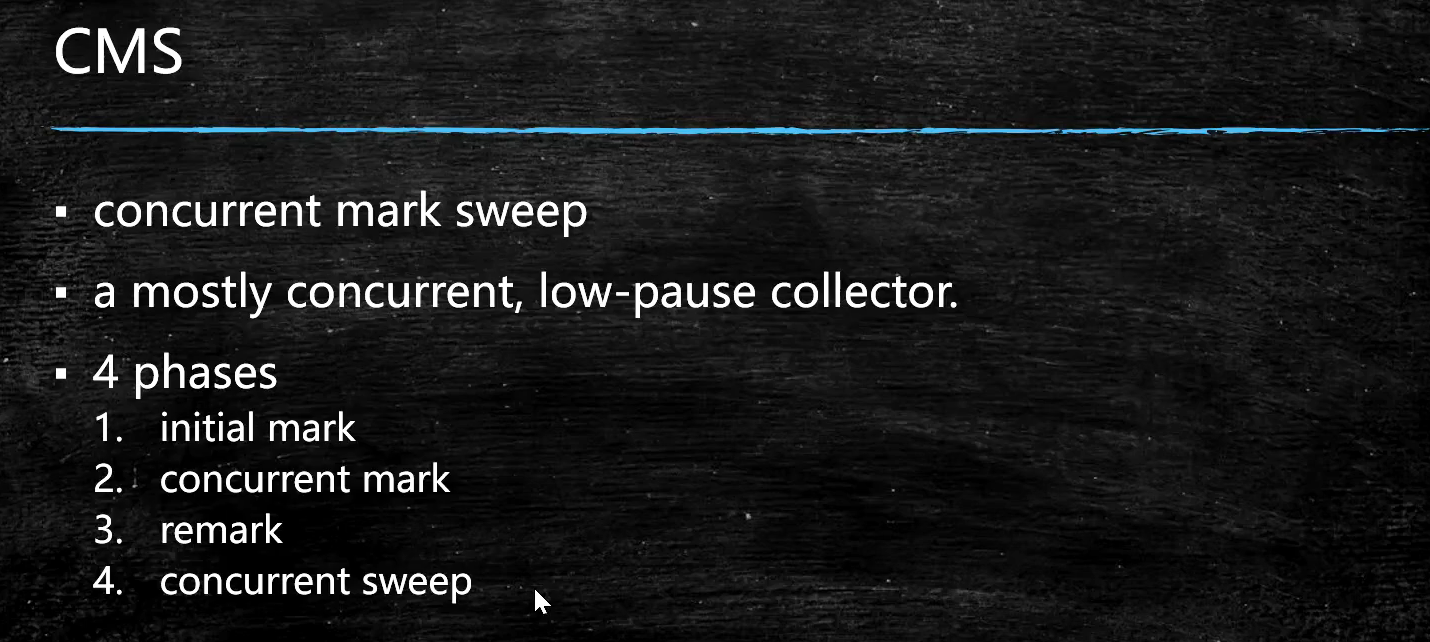 CMS
▪ concurrent mark sweep
▪ a mostly concurrent, low-pause collector.
▪ 4 phases
1. initial mark
2. concurrent mark
3. remark
4. concurrent sweep